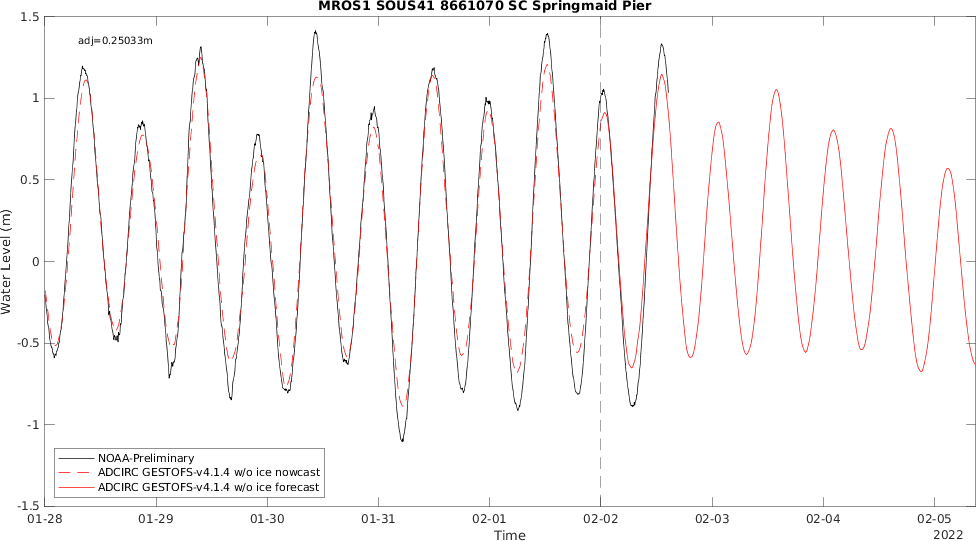 MROS1 SOUS41 8661070 SC Springmaid Pier
adj=0.25033m
1.5
1
0.5
0
-0.5
-1
-1.5
Water Level (m)
NOAA-Preliminary
ADCIRC GESTOFS-v4.1.4 w/o ice nowcast
ADCIRC GESTOFS-v4.1.4 w/o ice forecast
01-28 01-29 01-30 01-31 02-01 02-02 02-03 02-04 02-05
Time
2022